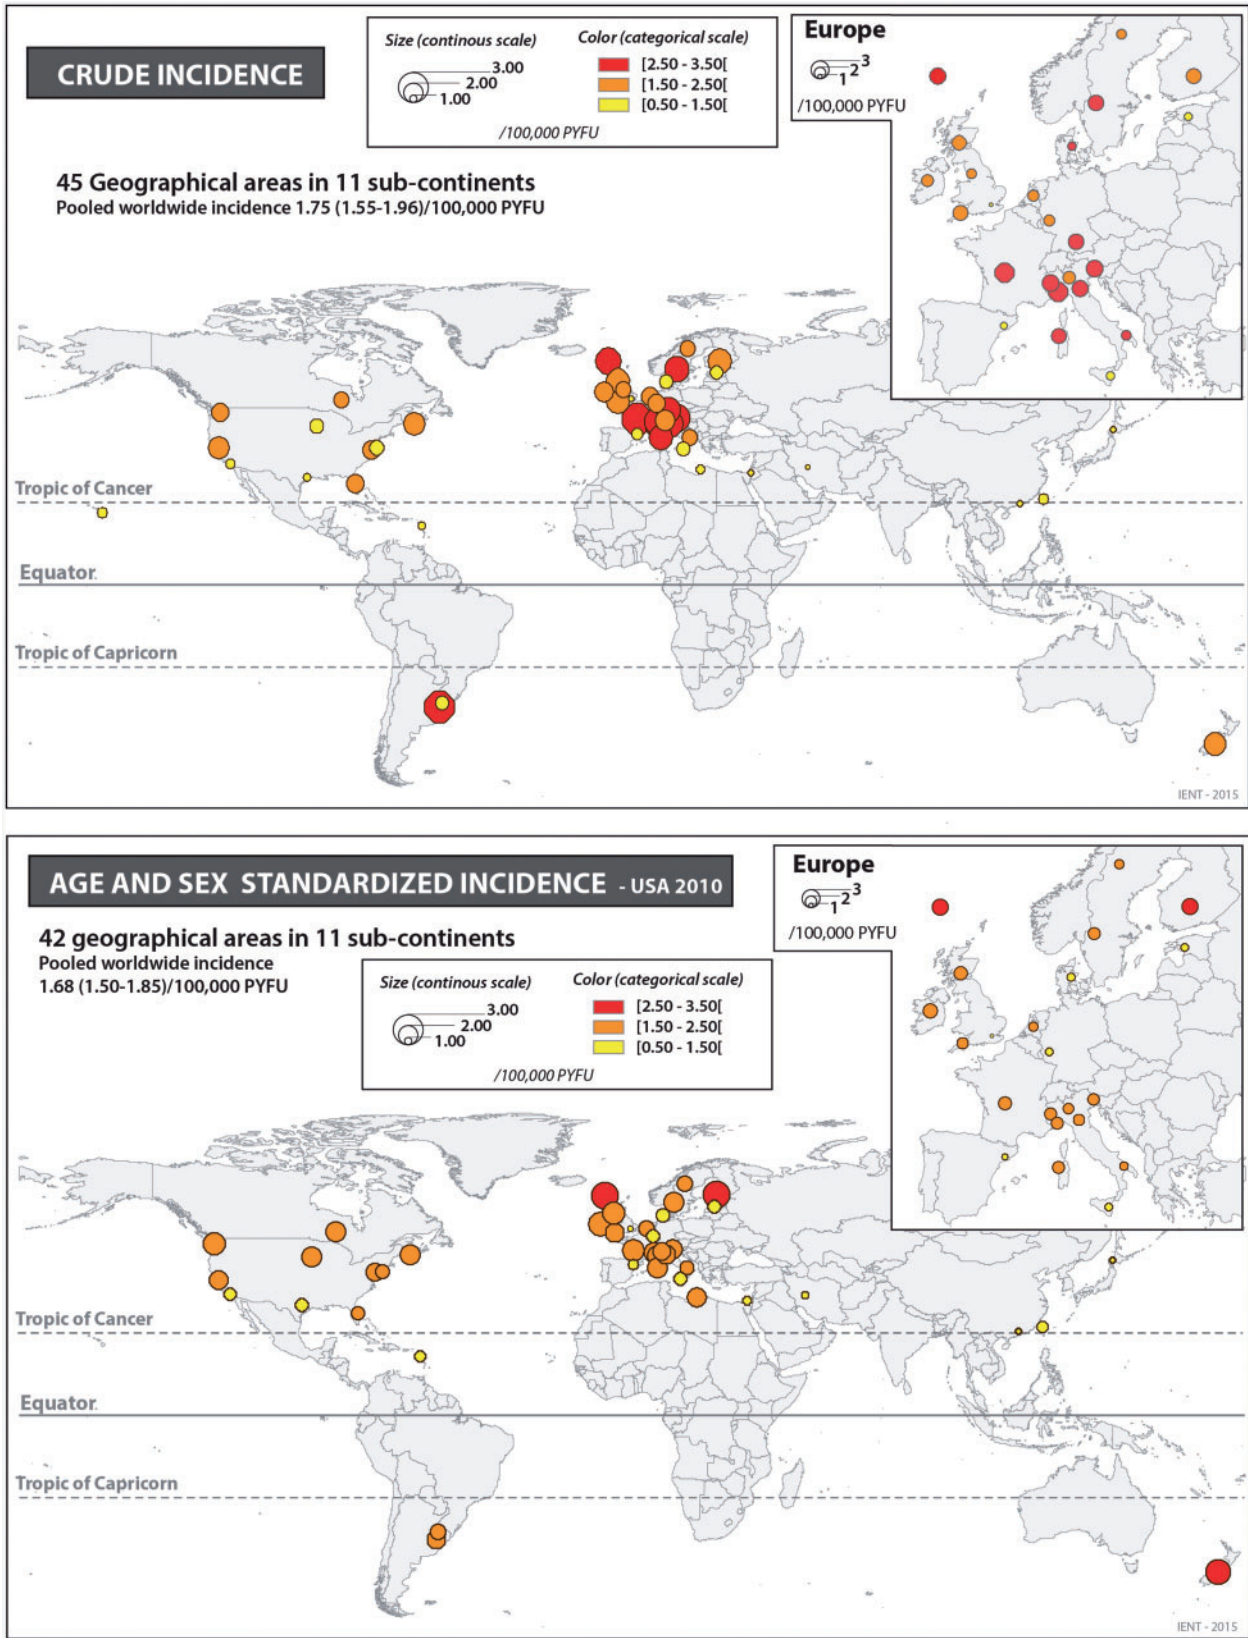 CRUDE INCIDENCE
Size (continous scale)
3.00
2.00
1.00
Color (categorical scale)
[2.50 - 3.50[
[1.50 - 2.50[
[0.50 - 1.50[
/100,000 PYFU
Europe
3
2
1
/100,000 PYFU
45 Geographical areas in 11 sub-continents
Pooled worldwide incidence 1.75 (1.55-1.96)/100,000 PYFU
Tropic of Cancer
Equator
Tropic of Capricorn
IENT - 2015
AGE AND SEX STANDARDIZED INCIDENCE - USA 2010
42 geographical areas in 11 sub-continents
Pooled worldwide incidence
1.68 (1.50-1.85)/100,000 PYFU
Size (continous scale)
3.00
2.00
1.00
Color (categorical scale)
[2.50 - 3.50[
[1.50 - 2.50[
[0.50 - 1.50[
/100,000 PYFU
Europe
3
2
1
/100,000 PYFU
Tropic of Cancer
Equator
Tropic of Capricorn
IENT - 2015